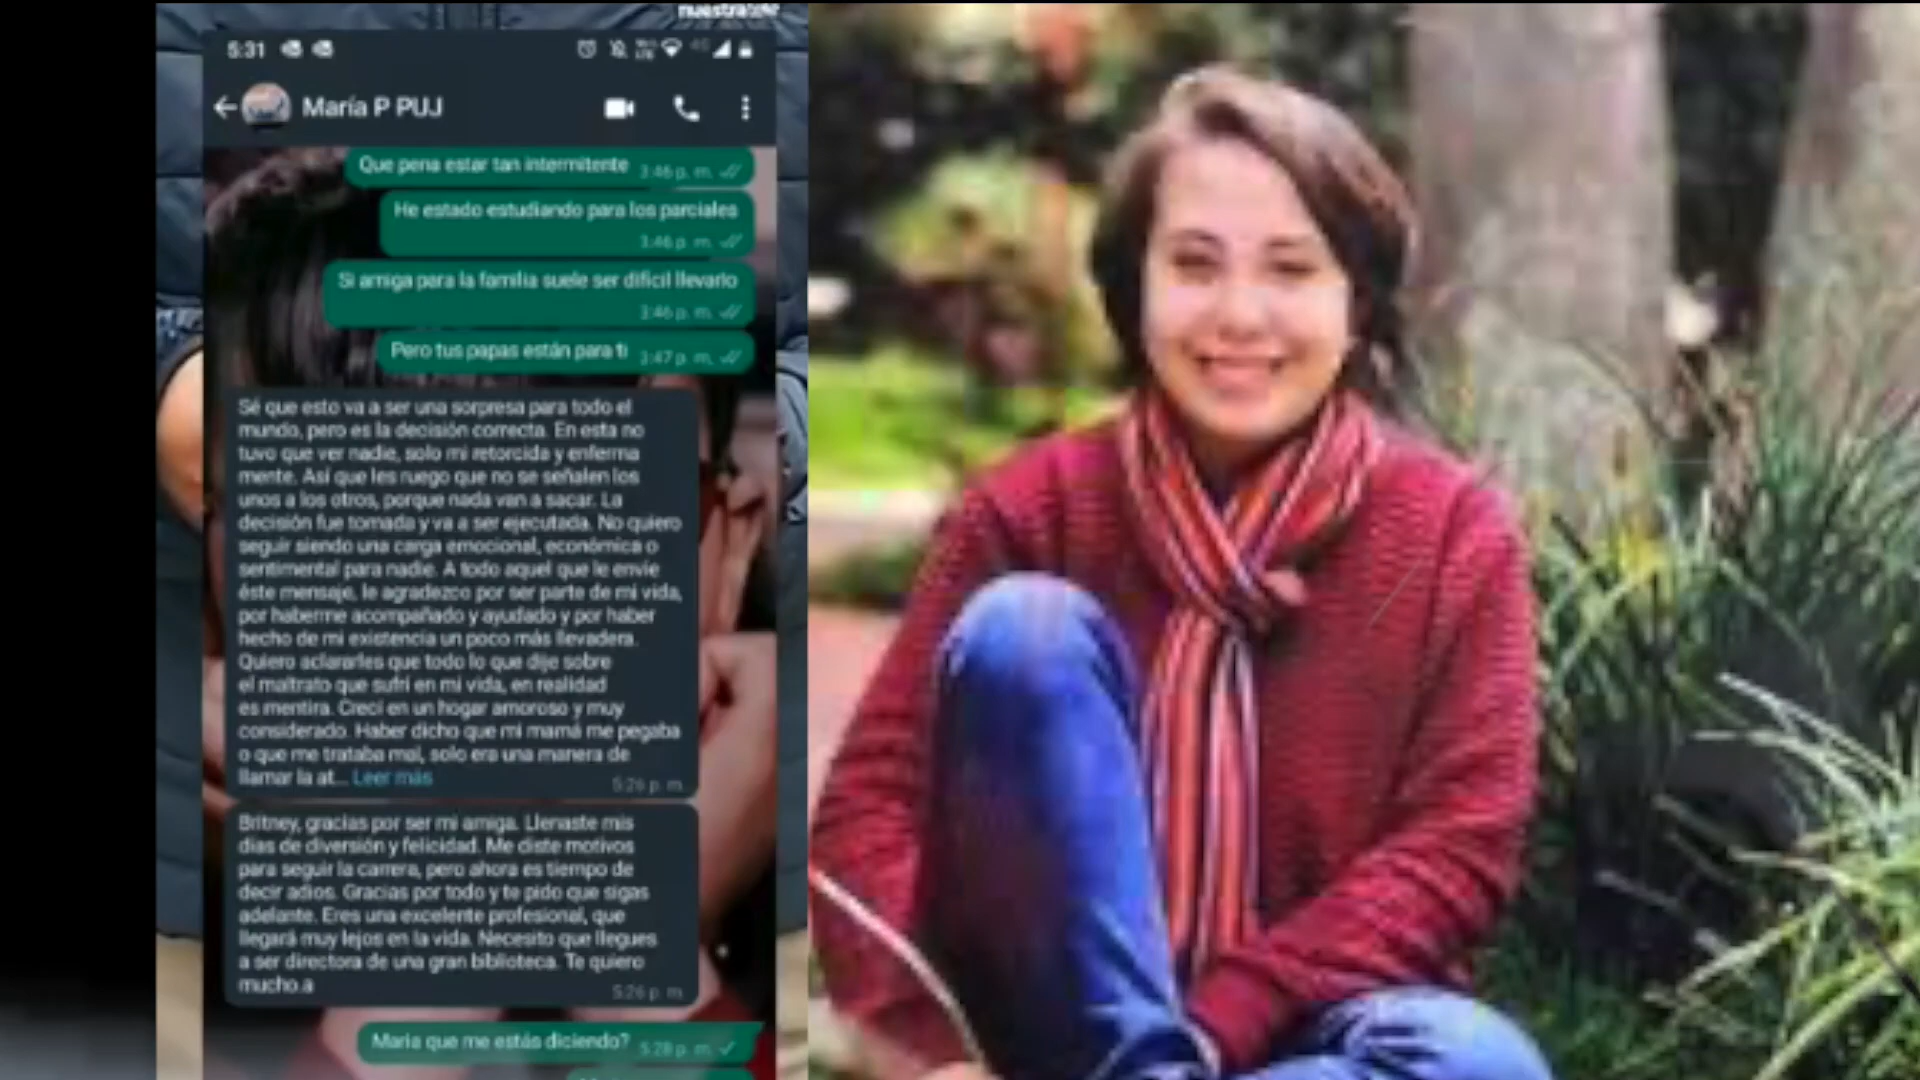 5:31
María P PUJ
Que pena estar tan intermitente 3:46 p. m.
He estado estudiando para los parciales
3:46 p. m.
Si amiga para la familia suele ser dificil llevarlo
3:46 p. m.
Pero tus papas están para ti 3:47 p. m.
Sé que esto va a ser una sorpresa para todo el
mundo, pero es la decisión correcta. En esta no
tuvo que ver nadie, solo mi retorcida y enferma
mente. Así que les ruego que no se señalen los
unos a los otros, porque nada van a sacar. La
decisión fue tomada y va a ser ejecutada. No quiero
seguir siendo una carga emocional, económica o
sentimental para nadie. A todo aquel que le envíe
éste mensaje, le agradezco por ser parte de mi vida,
por haberme acompañado y ayudado y por haber
hecho de mi existencia un poco más llevadera.
Quiero aclararles que todo lo que dije sobre
el maltrato que sufrí en mi vida, en realidad
es mentira. Crecí en un hogar amoroso y muy
considerado. Haber dicho que mi mamá me pegaba
o que me trataba mal, solo era una manera de
llamar la at... Leer más 5:26 p. m.
Britney, gracias por ser mi amiga. Llenaste mis
días de diversión y felicidad. Me diste motivos
para seguir la carrera, pero ahora es tiempo de
decir adios. Gracias por todo y te pido que sigas
adelante. Eres una excelente profesional, que
llegará muy lejos en la vida. Necesito que llegues
a ser directora de una gran biblioteca. Te quiero
mucho.a 5:26 p. m.
Maria que me estás diciendo? 5:28 p. m.